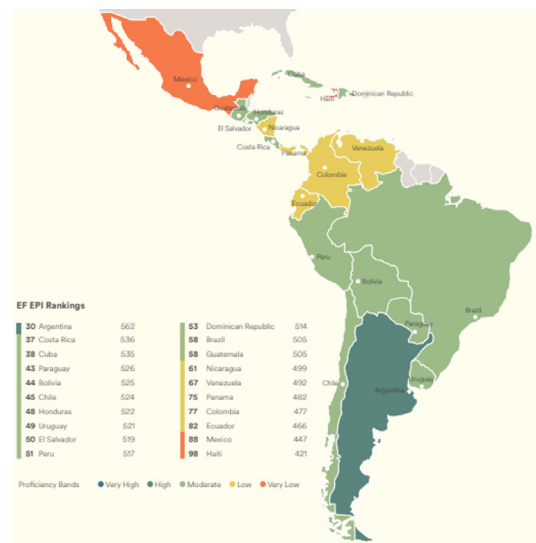 Mexico
Cuba
Haiti
Dominican Republic
Guatemala
Honduras
El Salvador
Nicaragua
Costa Rica
Panama
Venezuela
Colombia
Ecuador
Peru
Bolivia
Brazil
Paraguay
Chile
Uruguay
Argentina
EF EPI Rankings
30 Argentina 562
37 Costa Rica 536
38 Cuba 535
43 Paraguay 526
44 Bolivia 525
45 Chile 524
48 Honduras 522
49 Uruguay 521
50 El Salvador 519
51 Peru 517
53 Dominican Republic 514
58 Brazil 505
58 Guatemala 505
61 Nicaragua 499
67 Venezuela 492
75 Panama 482
77 Colombia 477
82 Ecuador 466
88 Mexico 447
98 Haiti 421
Proficiency Bands Very High High Moderate Low Very Low